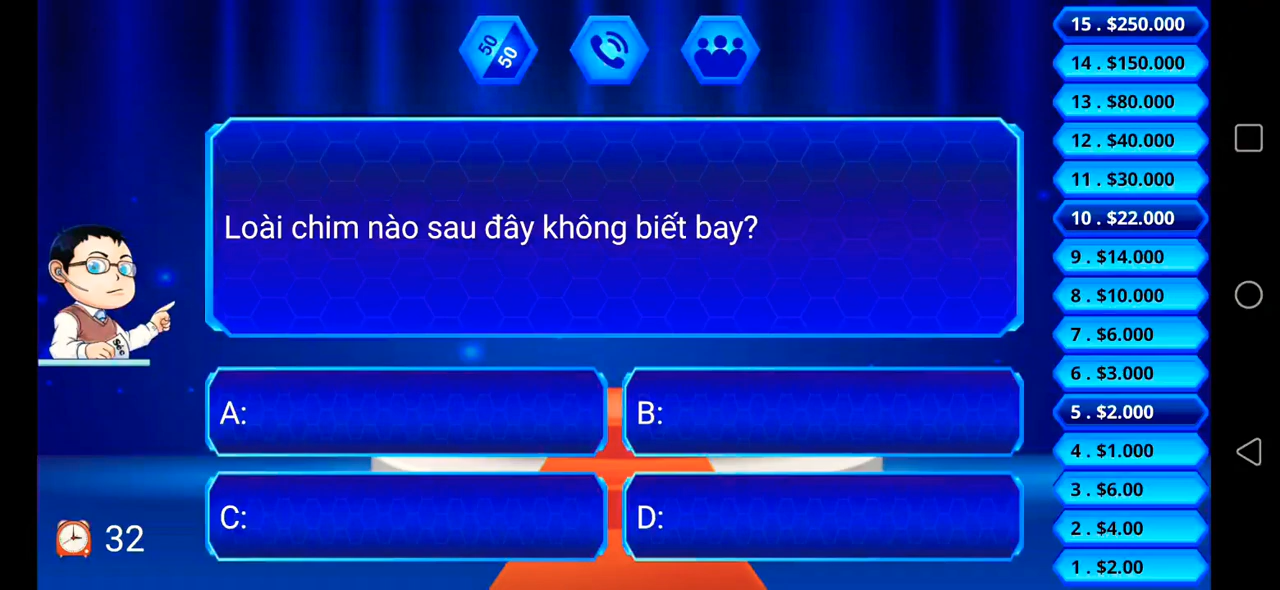 50
50
Loài chim nào sau đây không biết bay?
A:
B:
C:
D:
32
15 . $250.000
14 . $150.000
13 . $80.000
12 . $40.000
11 . $30.000
10 . $22.000
9 . $14.000
8 . $10.000
7 . $6.000
6 . $3.000
5 . $2.000
4 . $1.000
3 . $6.00
2 . $4.00
1 . $2.00